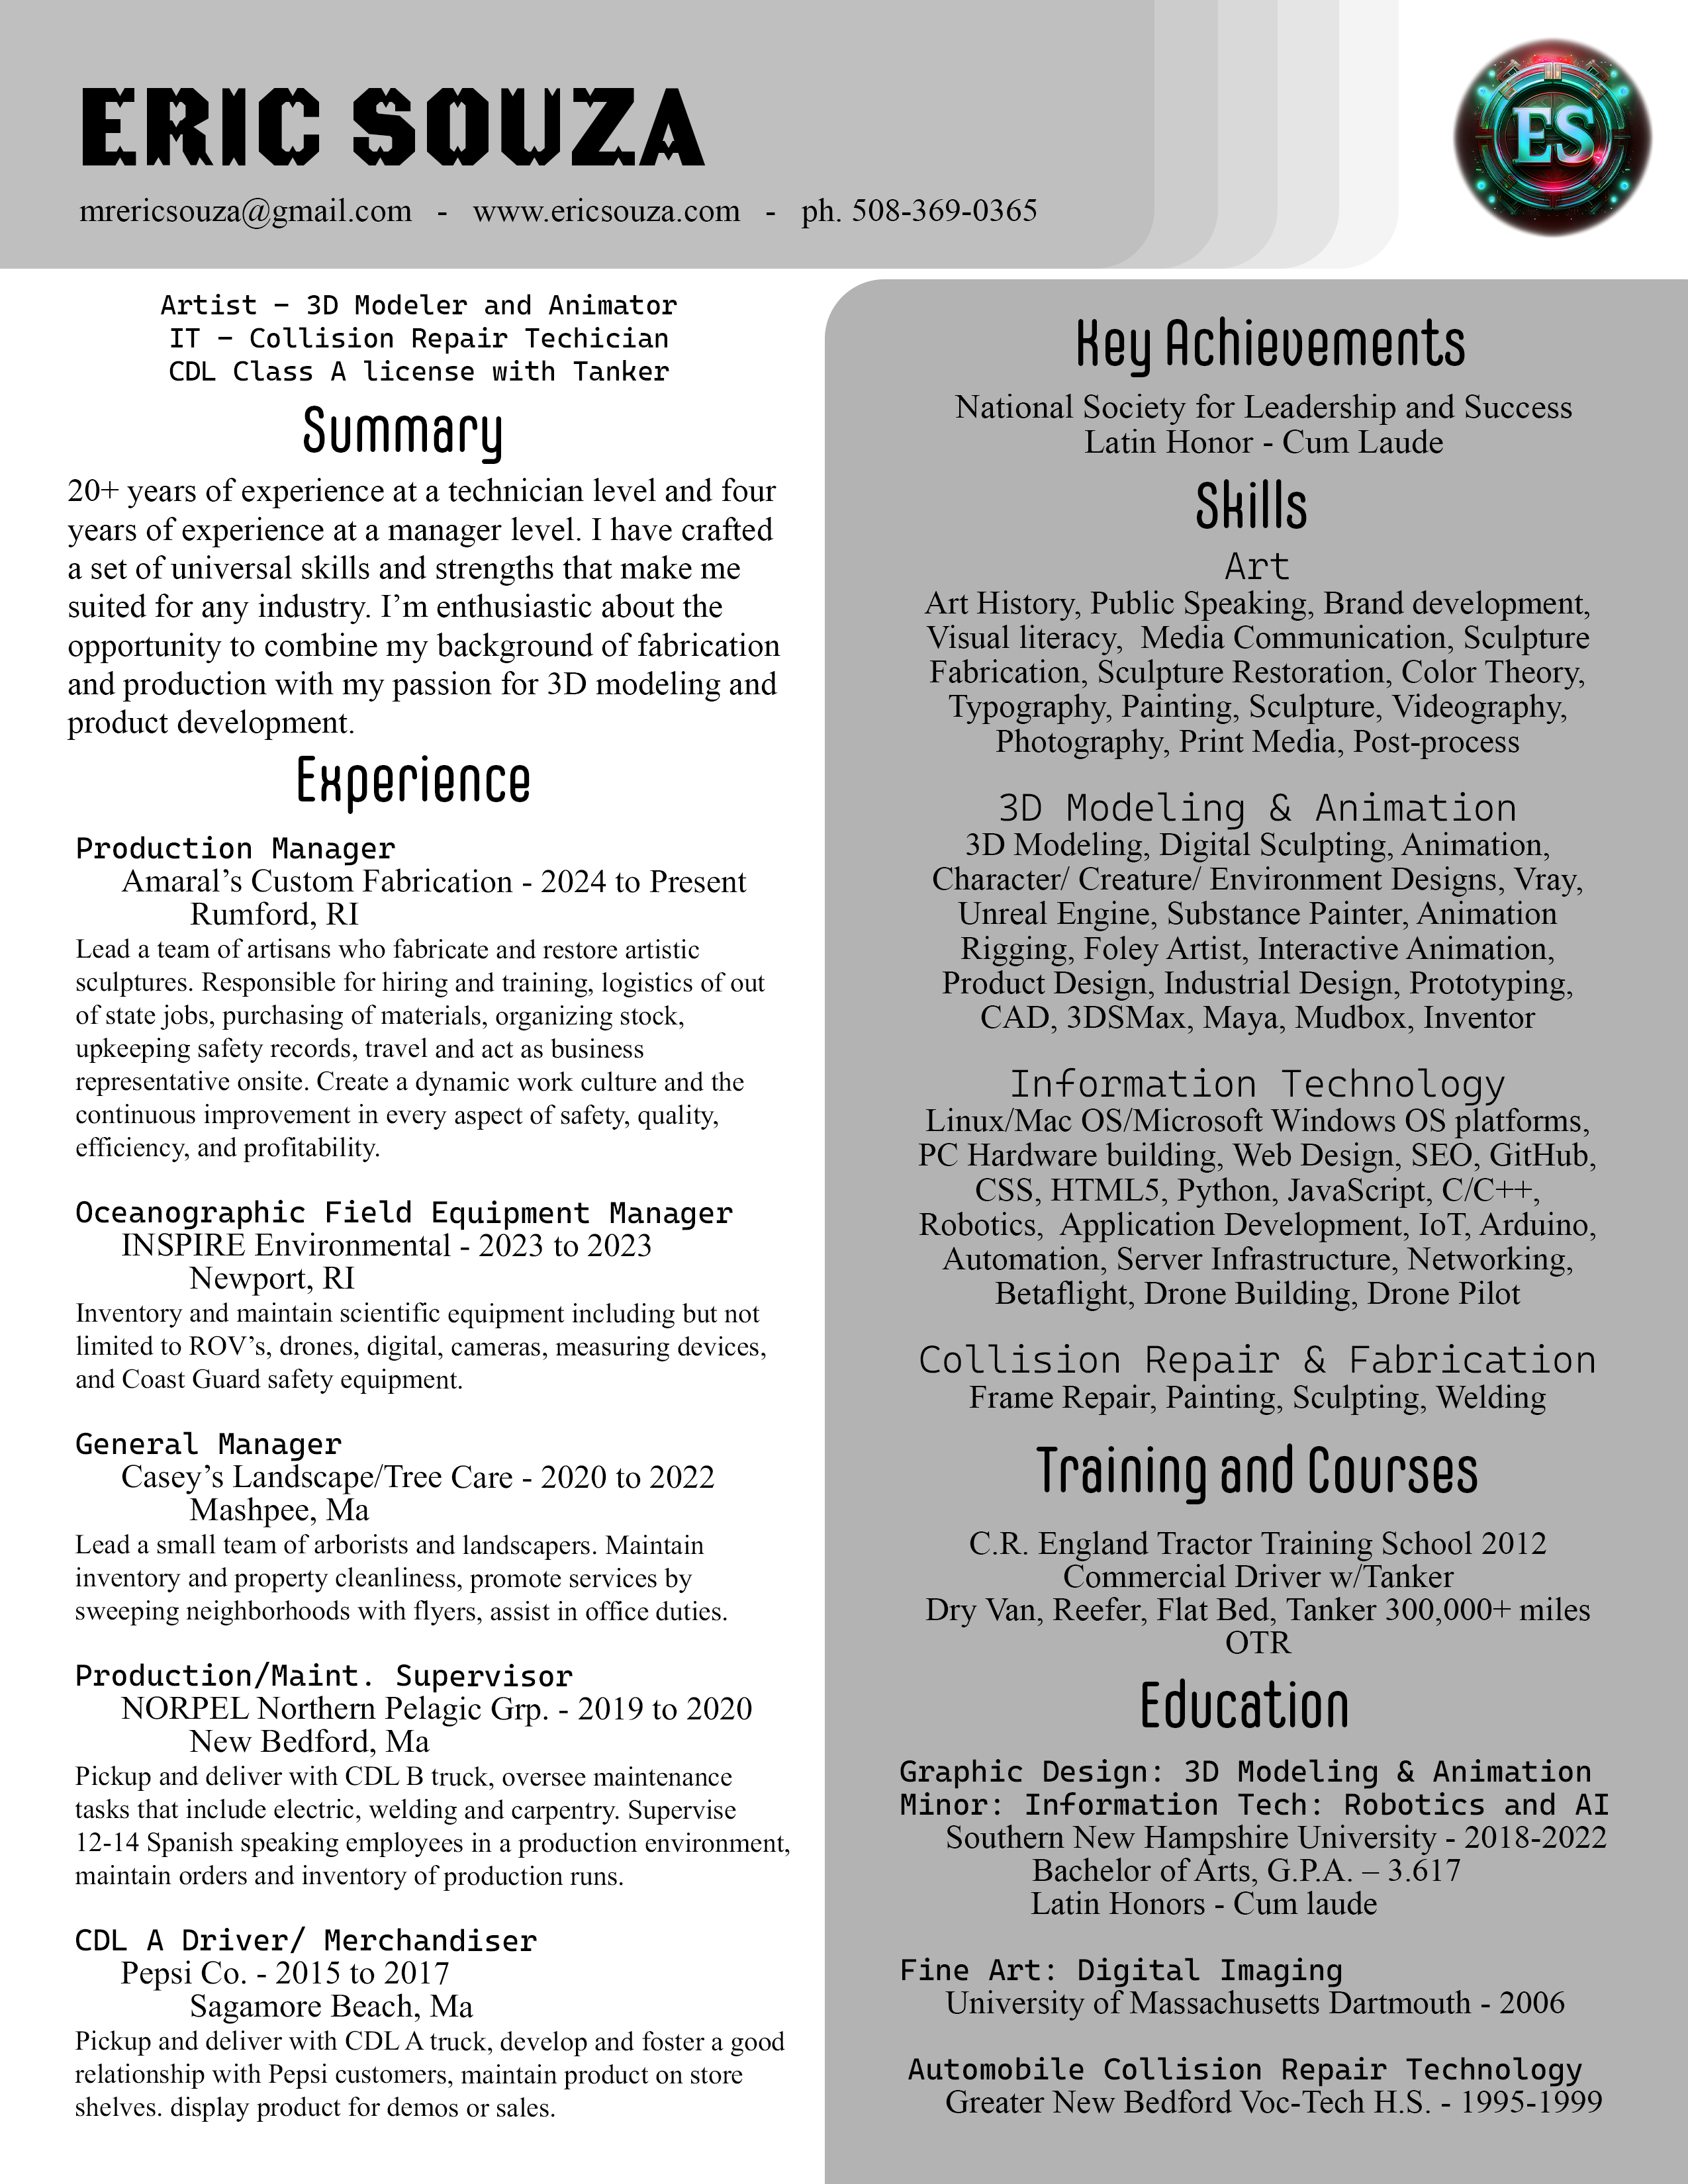 ERIC SOUZA
mrericsouza@gmail.com - www.ericsouza.com - ph. 508-369-0365
ES
Artist – 3D Modeler and Animator
IT – Collision Repair Techician
CDL Class A license with Tanker
Summary
20+ years of experience at a technician level and four
years of experience at a manager level. I have crafted
a set of universal skills and strengths that make me
suited for any industry. I’m enthusiastic about the
opportunity to combine my background of fabrication
and production with my passion for 3D modeling and
product development.
Experience
Production Manager
Amaral’s Custom Fabrication - 2024 to Present
Rumford, RI
Lead a team of artisans who fabricate and restore artistic
sculptures. Responsible for hiring and training, logistics of out
of state jobs, purchasing of materials, organizing stock,
upkeeping safety records, travel and act as business
representative onsite. Create a dynamic work culture and the
continuous improvement in every aspect of safety, quality,
efficiency, and profitability.
Oceanographic Field Equipment Manager
INSPIRE Environmental - 2023 to 2023
Newport, RI
Inventory and maintain scientific equipment including but not
limited to ROV’s, drones, digital, cameras, measuring devices,
and Coast Guard safety equipment.
General Manager
Casey’s Landscape/Tree Care - 2020 to 2022
Mashpee, Ma
Lead a small team of arborists and landscapers. Maintain
inventory and property cleanliness, promote services by
sweeping neighborhoods with flyers, assist in office duties.
Production/Maint. Supervisor
NORPEL Northern Pelagic Grp. - 2019 to 2020
New Bedford, Ma
Pickup and deliver with CDL B truck, oversee maintenance
tasks that include electric, welding and carpentry. Supervise
12-14 Spanish speaking employees in a production environment,
maintain orders and inventory of production runs.
CDL A Driver/ Merchandiser
Pepsi Co. - 2015 to 2017
Sagamore Beach, Ma
Pickup and deliver with CDL A truck, develop and foster a good
relationship with Pepsi customers, maintain product on store
shelves. display product for demos or sales.
Key Achievements
National Society for Leadership and Success
Latin Honor - Cum Laude
Skills
Art
Art History, Public Speaking, Brand development,
Visual literacy, Media Communication, Sculpture
Fabrication, Sculpture Restoration, Color Theory,
Typography, Painting, Sculpture, Videography,
Photography, Print Media, Post-process
3D Modeling & Animation
3D Modeling, Digital Sculpting, Animation,
Character/ Creature/ Environment Designs, Vray,
Unreal Engine, Substance Painter, Animation
Rigging, Foley Artist, Interactive Animation,
Product Design, Industrial Design, Prototyping,
CAD, 3DSMax, Maya, Mudbox, Inventor
Information Technology
Linux/Mac OS/Microsoft Windows OS platforms,
PC Hardware building, Web Design, SEO, GitHub,
CSS, HTML5, Python, JavaScript, C/C++,
Robotics, Application Development, IoT, Arduino,
Automation, Server Infrastructure, Networking,
Betaflight, Drone Building, Drone Pilot
Collision Repair & Fabrication
Frame Repair, Painting, Sculpting, Welding
Training and Courses
C.R. England Tractor Training School 2012
Commercial Driver w/Tanker
Dry Van, Reefer, Flat Bed, Tanker 300,000+ miles
OTR
Education
Graphic Design: 3D Modeling & Animation
Minor: Information Tech: Robotics and AI
Southern New Hampshire University - 2018-2022
Bachelor of Arts, G.P.A. – 3.617
Latin Honors - Cum laude
Fine Art: Digital Imaging
University of Massachusetts Dartmouth - 2006
Automobile Collision Repair Technology
Greater New Bedford Voc-Tech H.S. - 1995-1999